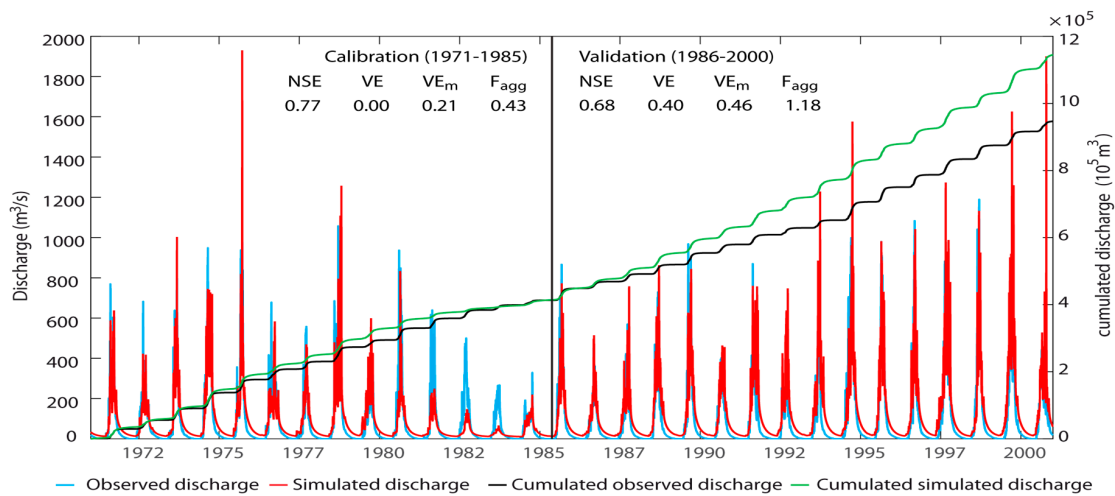 ×10⁵
2000
1800
1600
1400
1200
1000
800
600
400
200
0
Discharge (m³/s)
Calibration (1971-1985)
NSE VE VEₘ F_agg
0.77 0.00 0.21 0.43
Validation (1986-2000)
NSE VE VEₘ F_agg
0.68 0.40 0.46 1.18
12
10
8
6
4
2
0
cumulated discharge (10⁵ m³)
1972 1975 1977 1980 1982 1985 1987 1990 1992 1995 1997 2000
Observed discharge Simulated discharge Cumulated observed discharge Cumulated simulated discharge